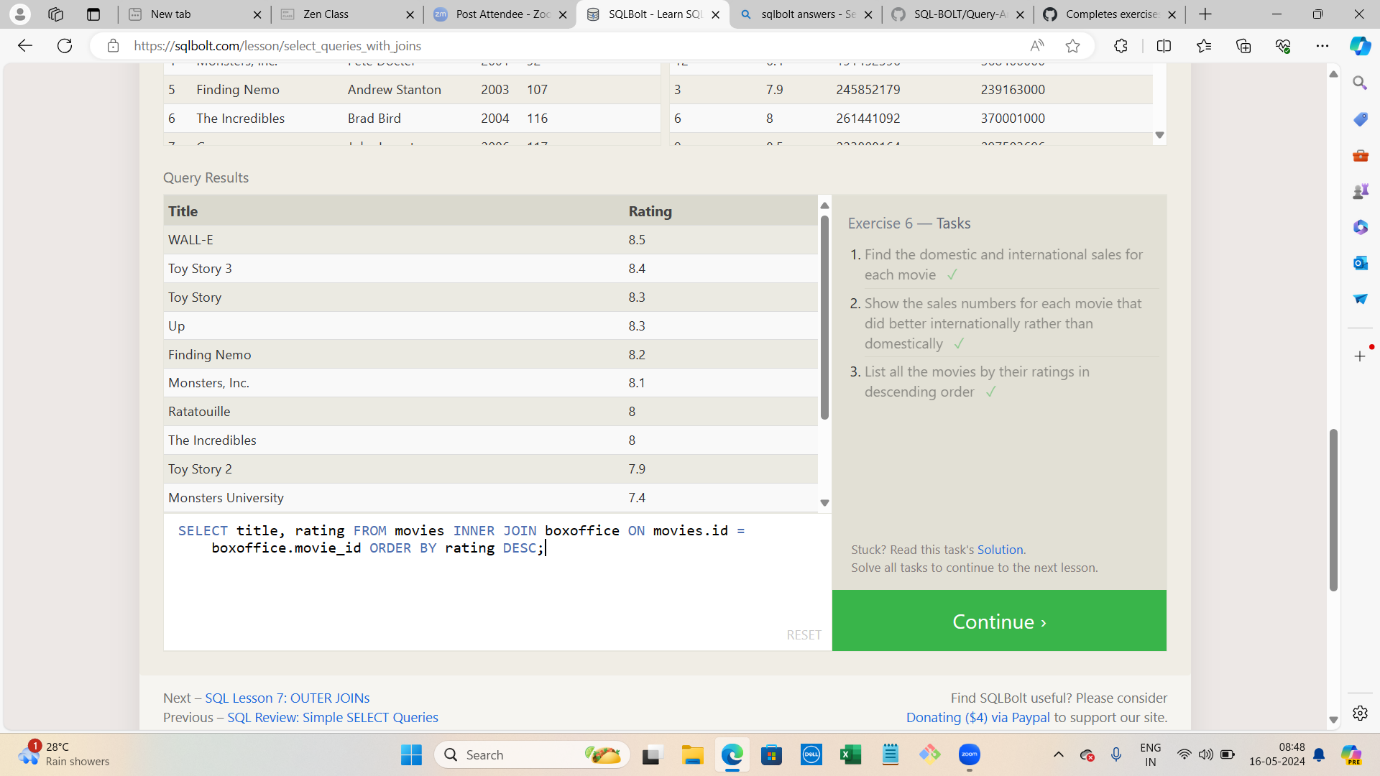 New tab
Zen Class
Post Attendee - Zoo
SQLBolt - Learn SQL
sqlbolt answers - Se
SQL-BOLT/Query-A
Completes exercise
https://sqlbolt.com/lesson/select_queries_with_joins
5 Finding Nemo Andrew Stanton 2003 107
3 7.9 245852179 239163000
6 The Incredibles Brad Bird 2004 116
6 8 261441092 370001000
Query Results
Title Rating
WALL-E 8.5
Toy Story 3 8.4
Toy Story 8.3
Up 8.3
Finding Nemo 8.2
Monsters, Inc. 8.1
Ratatouille 8
The Incredibles 8
Toy Story 2 7.9
Monsters University 7.4
SELECT title, rating FROM movies INNER JOIN boxoffice ON movies.id =
boxoffice.movie_id ORDER BY rating DESC;
RESET
Exercise 6 — Tasks
1. Find the domestic and international sales for
each movie ✓
2. Show the sales numbers for each movie that
did better internationally rather than
domestically ✓
3. List all the movies by their ratings in
descending order ✓
Stuck? Read this task's Solution.
Solve all tasks to continue to the next lesson.
Continue ›
Next – SQL Lesson 7: OUTER JOINs
Previous – SQL Review: Simple SELECT Queries
Find SQLBolt useful? Please consider
Donating ($4) via Paypal to support our site.
1
28°C
Rain showers
Search
DELL
zoom
ENG
IN
08:48
16-05-2024
PRE